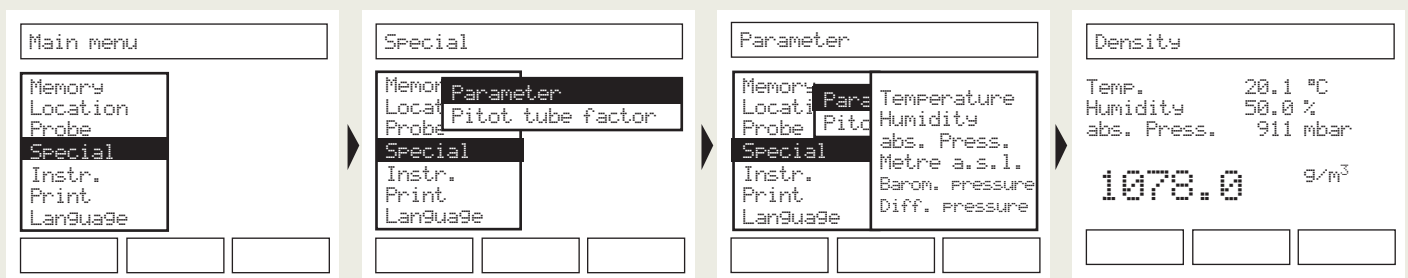 Main menu
Memory
Location
Probe
Special
Instr.
Print
Language
Special
Memor
Locat
Probe
Special
Instr.
Print
Language
Parameter
Pitot tube factor
Parameter
Memory
Locati
Probe
Special
Instr.
Print
Language
Para
Pito
Temperature
Humidity
abs. Press.
Metre a.s.l.
Barom. pressure
Diff. pressure
Density
Temp. 20.1 °C
Humidity 50.0 %
abs. Press. 911 mbar
1078.0 g/m³